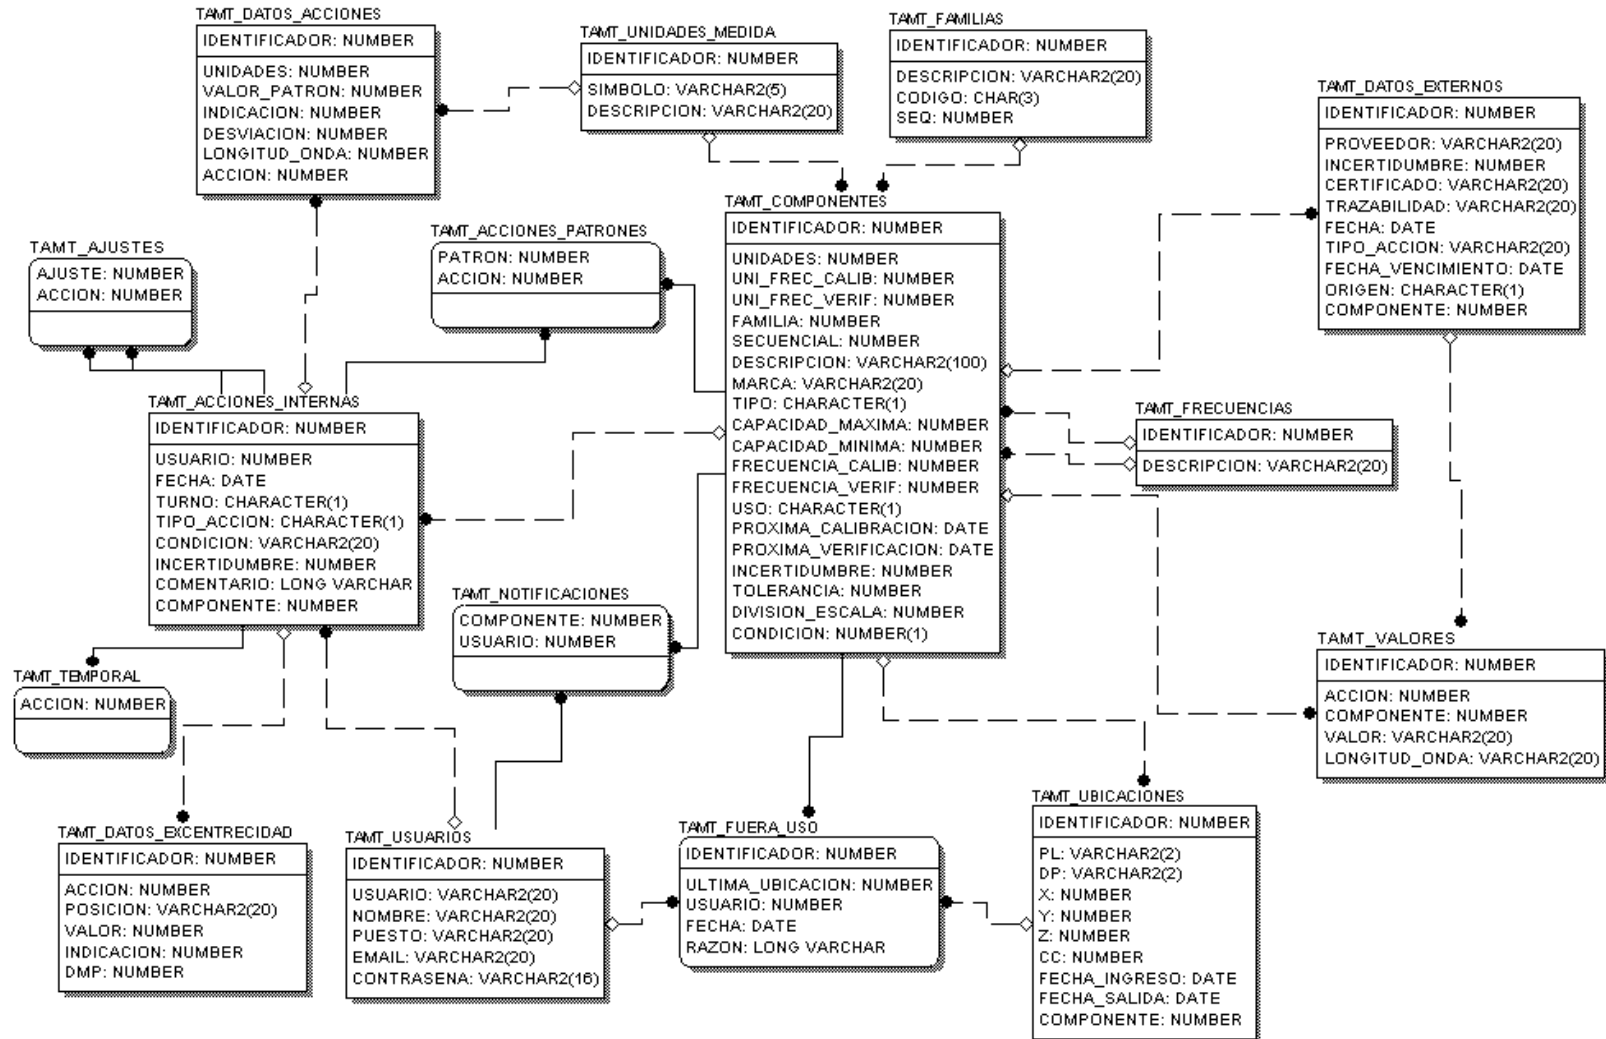 TAMT_DATOS_ACCIONES
IDENTIFICADOR: NUMBER
UNIDADES: NUMBER
VALOR_PATRON: NUMBER
INDICACION: NUMBER
DESVIACION: NUMBER
LONGITUD_ONDA: NUMBER
ACCION: NUMBER
TAMT_UNIDADES_MEDIDA
IDENTIFICADOR: NUMBER
SIMBOLO: VARCHAR2(5)
DESCRIPCION: VARCHAR2(20)
TAMT_FAMILIAS
IDENTIFICADOR: NUMBER
DESCRIPCION: VARCHAR2(20)
CODIGO: CHAR(3)
SEQ: NUMBER
TAMT_DATOS_EXTERNOS
IDENTIFICADOR: NUMBER
PROVEEDOR: VARCHAR2(20)
INCERTIDUMBRE: NUMBER
CERTIFICADO: VARCHAR2(20)
TRAZABILIDAD: VARCHAR2(20)
FECHA: DATE
TIPO_ACCION: VARCHAR2(20)
FECHA_VENCIMIENTO: DATE
ORIGEN: CHARACTER(1)
COMPONENTE: NUMBER
TAMT_AJUSTES
AJUSTE: NUMBER
ACCION: NUMBER
TAMT_ACCIONES_PATRONES
PATRON: NUMBER
ACCION: NUMBER
TAMT_COMPONENTES
IDENTIFICADOR: NUMBER
UNIDADES: NUMBER
UNI_FREC_CALIB: NUMBER
UNI_FREC_VERIF: NUMBER
FAMILIA: NUMBER
SECUENCIAL: NUMBER
DESCRIPCION: VARCHAR2(100)
MARCA: VARCHAR2(20)
TIPO: CHARACTER(1)
CAPACIDAD_MAXIMA: NUMBER
CAPACIDAD_MINIMA: NUMBER
FRECUENCIA_CALIB: NUMBER
FRECUENCIA_VERIF: NUMBER
USO: CHARACTER(1)
PROXIMA_CALIBRACION: DATE
PROXIMA_VERIFICACION: DATE
INCERTIDUMBRE: NUMBER
TOLERANCIA: NUMBER
DIVISION_ESCALA: NUMBER
CONDICION: NUMBER(1)
TAMT_FRECUENCIAS
IDENTIFICADOR: NUMBER
DESCRIPCION: VARCHAR2(20)
TAMT_ACCIONES_INTERNAS
IDENTIFICADOR: NUMBER
USUARIO: NUMBER
FECHA: DATE
TURNO: CHARACTER(1)
TIPO_ACCION: CHARACTER(1)
CONDICION: VARCHAR2(20)
INCERTIDUMBRE: NUMBER
COMENTARIO: LONG VARCHAR
COMPONENTE: NUMBER
TAMT_NOTIFICACIONES
COMPONENTE: NUMBER
USUARIO: NUMBER
TAMT_VALORES
IDENTIFICADOR: NUMBER
ACCION: NUMBER
COMPONENTE: NUMBER
VALOR: VARCHAR2(20)
LONGITUD_ONDA: VARCHAR2(20)
TAMT_TEMPORAL
ACCION: NUMBER
TAMT_DATOS_EXCENTRECIDAD
IDENTIFICADOR: NUMBER
ACCION: NUMBER
POSICION: VARCHAR2(20)
VALOR: NUMBER
INDICACION: NUMBER
DMP: NUMBER
TAMT_USUARIOS
IDENTIFICADOR: NUMBER
USUARIO: VARCHAR2(20)
NOMBRE: VARCHAR2(20)
PUESTO: VARCHAR2(20)
EMAIL: VARCHAR2(20)
CONTRASENA: VARCHAR2(16)
TAMT_FUERA_USO
IDENTIFICADOR: NUMBER
ULTIMA_UBICACION: NUMBER
USUARIO: NUMBER
FECHA: DATE
RAZON: LONG VARCHAR
TAMT_UBICACIONES
IDENTIFICADOR: NUMBER
PL: VARCHAR2(2)
DP: VARCHAR2(2)
X: NUMBER
Y: NUMBER
Z: NUMBER
CC: NUMBER
FECHA_INGRESO: DATE
FECHA_SALIDA: DATE
COMPONENTE: NUMBER